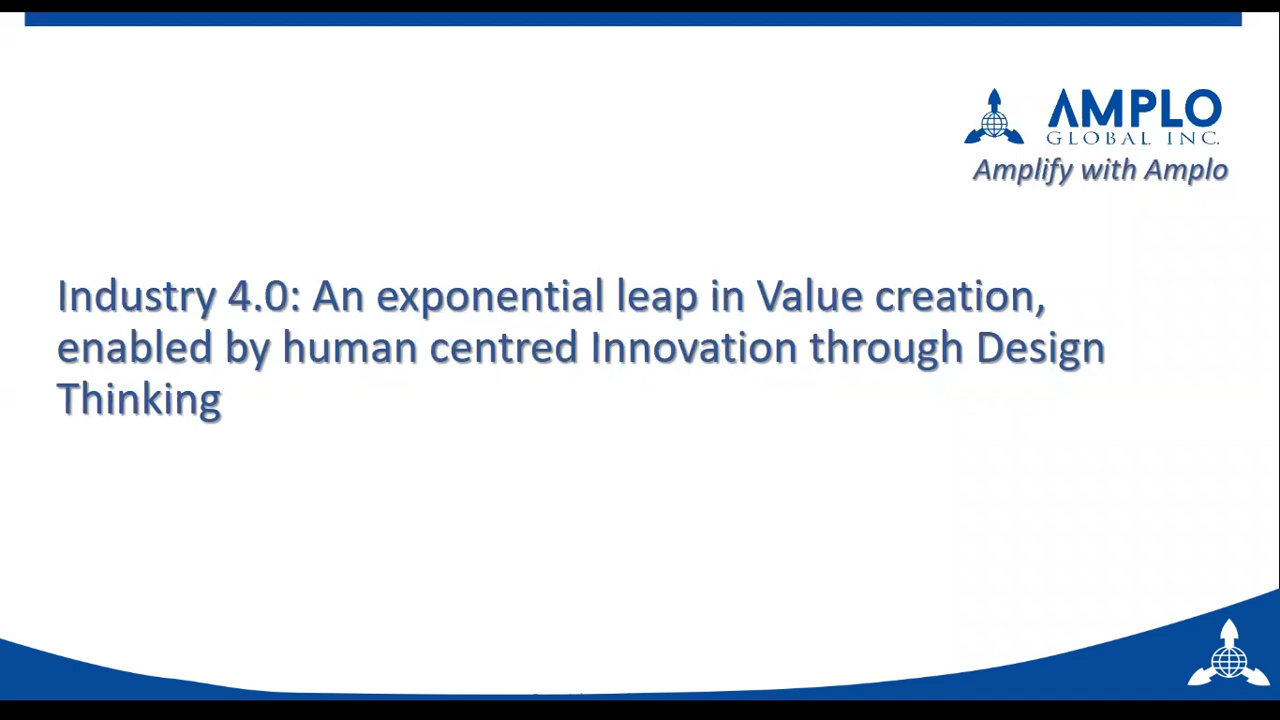 AMPLO
GLOBAL INC.
Amplify with Amplo
Industry 4.0: An exponential leap in Value creation,
enabled by human centred Innovation through Design
Thinking